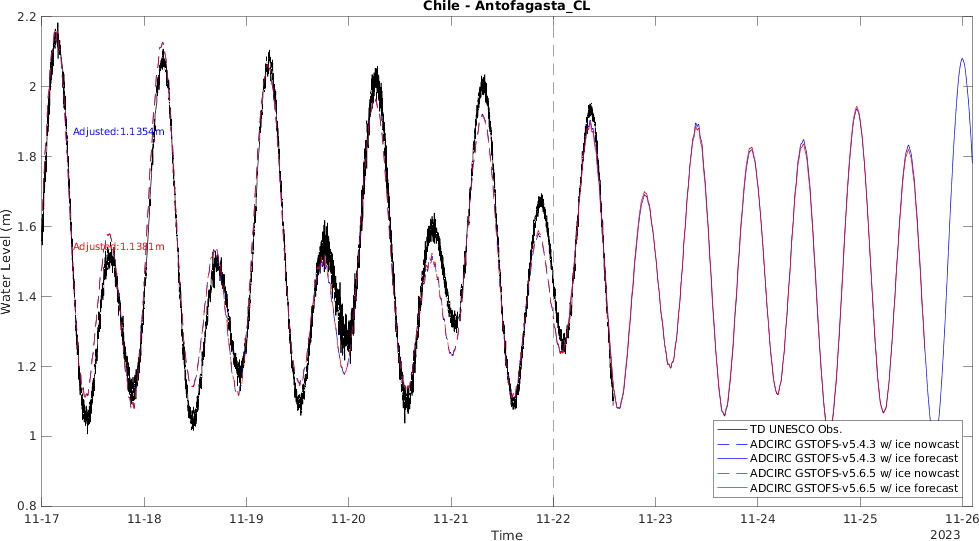 Chile - Antofagasta_CL
2.2
2
1.8
1.6
1.4
1.2
1
0.8
Water Level (m)
Adjusted:1.1354m
Adjusted:1.1381m
TD UNESCO Obs.
ADCIRC GSTOFS-v5.4.3 w/ ice nowcast
ADCIRC GSTOFS-v5.4.3 w/ ice forecast
ADCIRC GSTOFS-v5.6.5 w/ ice nowcast
ADCIRC GSTOFS-v5.6.5 w/ ice forecast
11-17 11-18 11-19 11-20 11-21 11-22 11-23 11-24 11-25 11-26
2023
Time